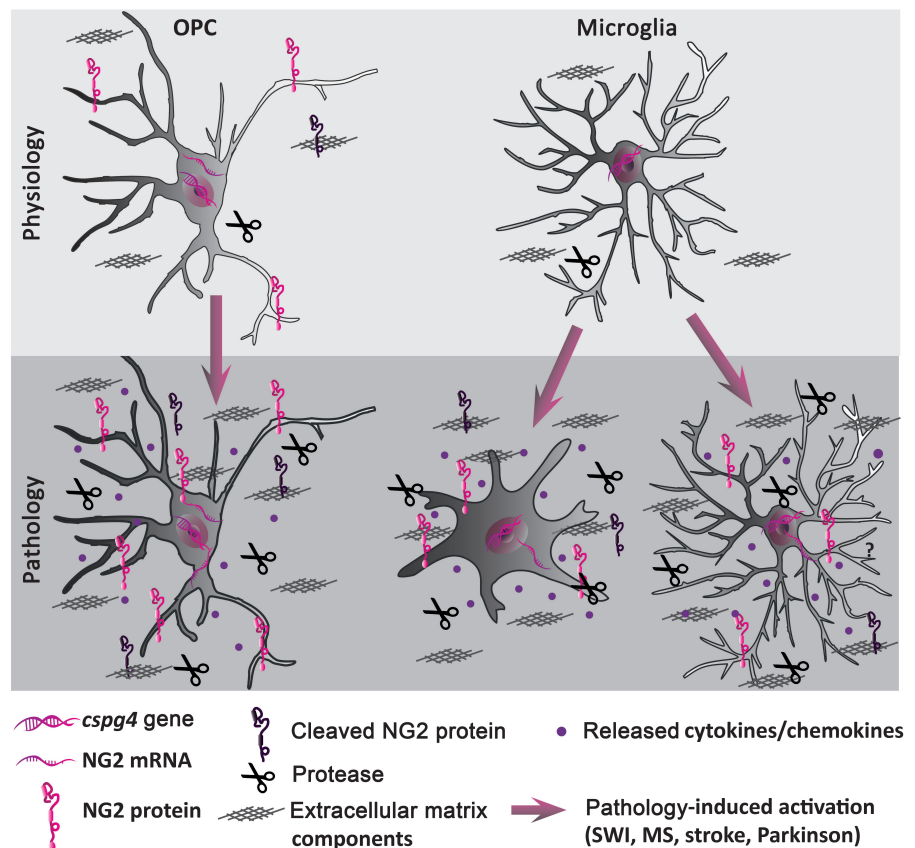 OPC
Microglia
Physiology
Pathology
?
cspg4 gene
NG2 mRNA
NG2 protein
Cleaved NG2 protein
Protease
Extracellular matrix
components
Released cytokines/chemokines
Pathology-induced activation
(SWI, MS, stroke, Parkinson)